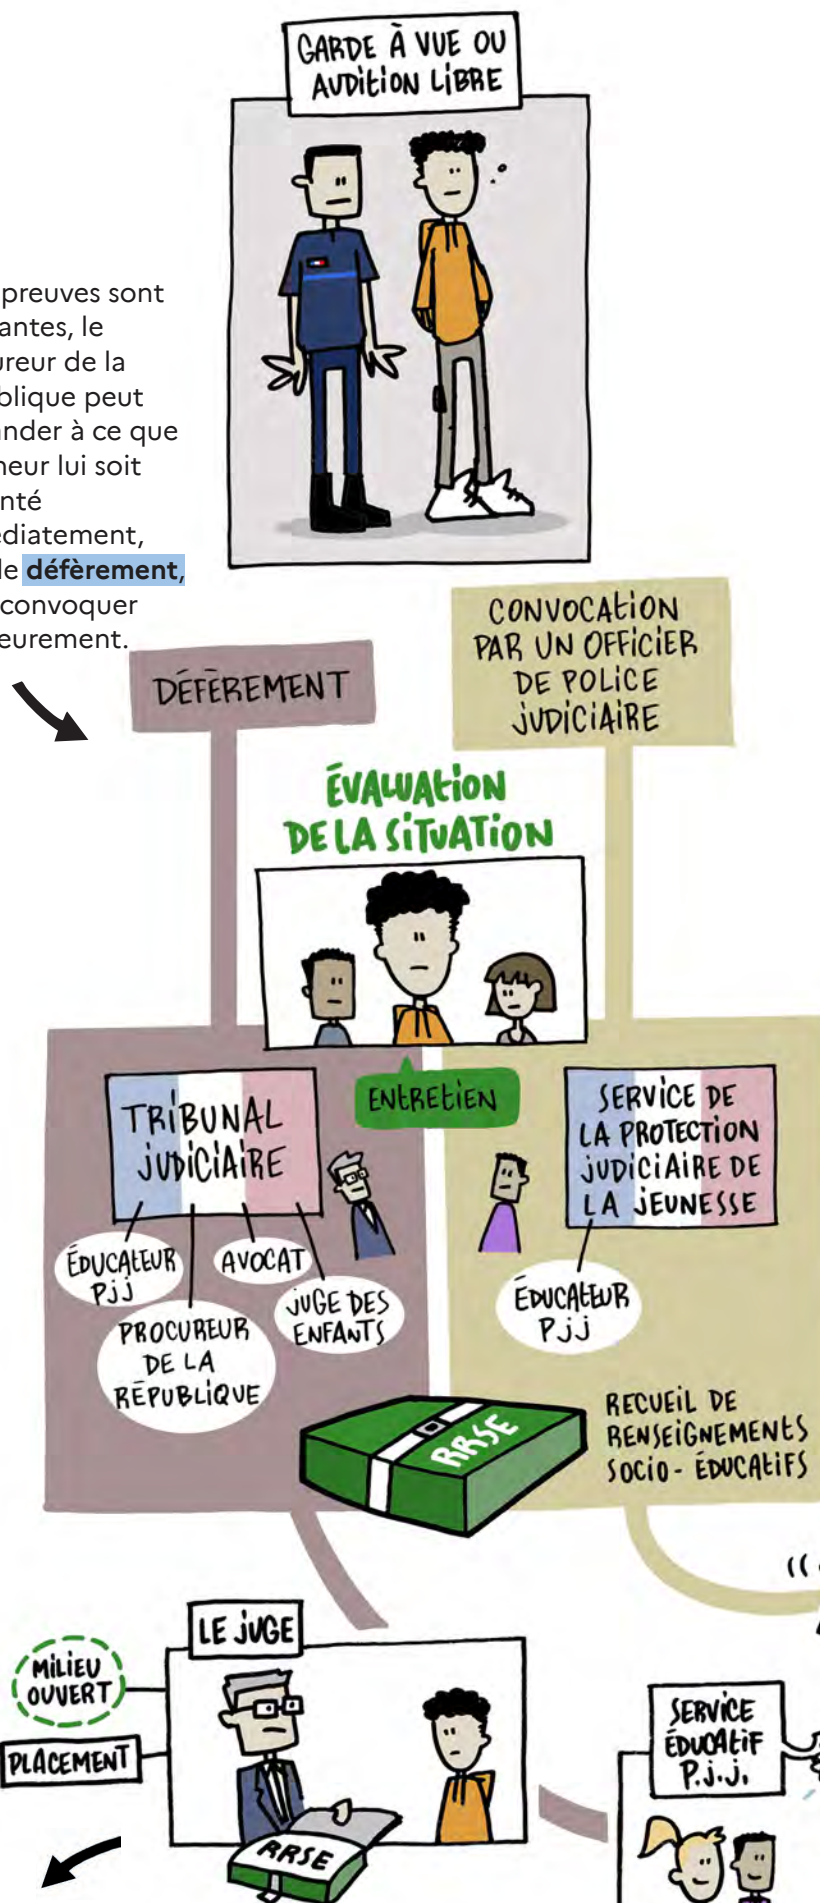 GARDE À VUE OU
AUDITION LIBRE
preuves sont
antes, le
ureur de la
blique peut
ander à ce que
neur lui soit
nté
édiatement,
le défèrement,
convoquer
eurement.
DÉFÈREMENT
CONVOCATION
PAR UN OFFICIER
DE POLICE
JUDICIAIRE
ÉVALUATION
DE LA SITUATION
ENTRETIEN
TRIBUNAL
JUDICIAIRE
ÉDUCATEUR
PJJ
PROCUREUR
DE LA
RÉPUBLIQUE
AVOCAT
JUGE DES
ENFANTS
SERVICE DE
LA PROTECTION
JUDICIAIRE DE
LA JEUNESSE
ÉDUCATEUR
PJJ
RRSE
RECUEIL DE
RENSEIGNEMENTS
SOCIO-ÉDUCATIFS
LE JUGE
MILIEU
OUVERT
PLACEMENT
RRSE
SERVICE
ÉDUCATIF
P.J.J.